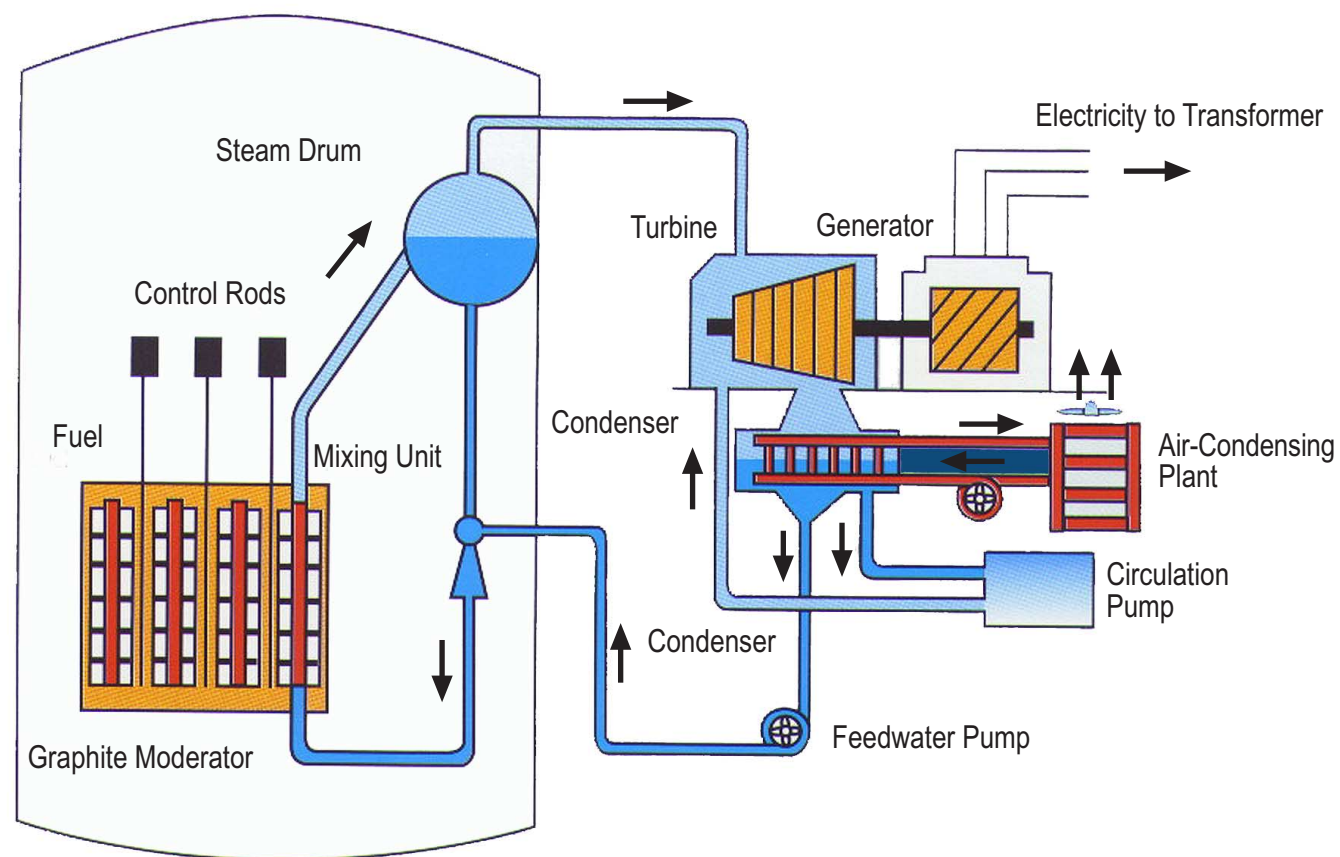 Electricity to Transformer
Steam Drum
Turbine
Generator
Control Rods
Condenser
Fuel
Mixing Unit
Air-Condensing
Plant
Circulation
Pump
Condenser
Feedwater Pump
Graphite Moderator